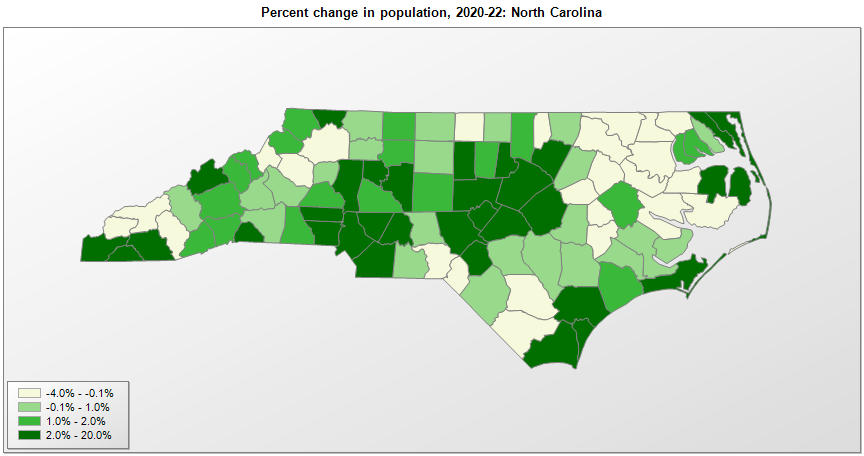 Percent change in population, 2020-22: North Carolina
-4.0% - -0.1%
-0.1% - 1.0%
1.0% - 2.0%
2.0% - 20.0%